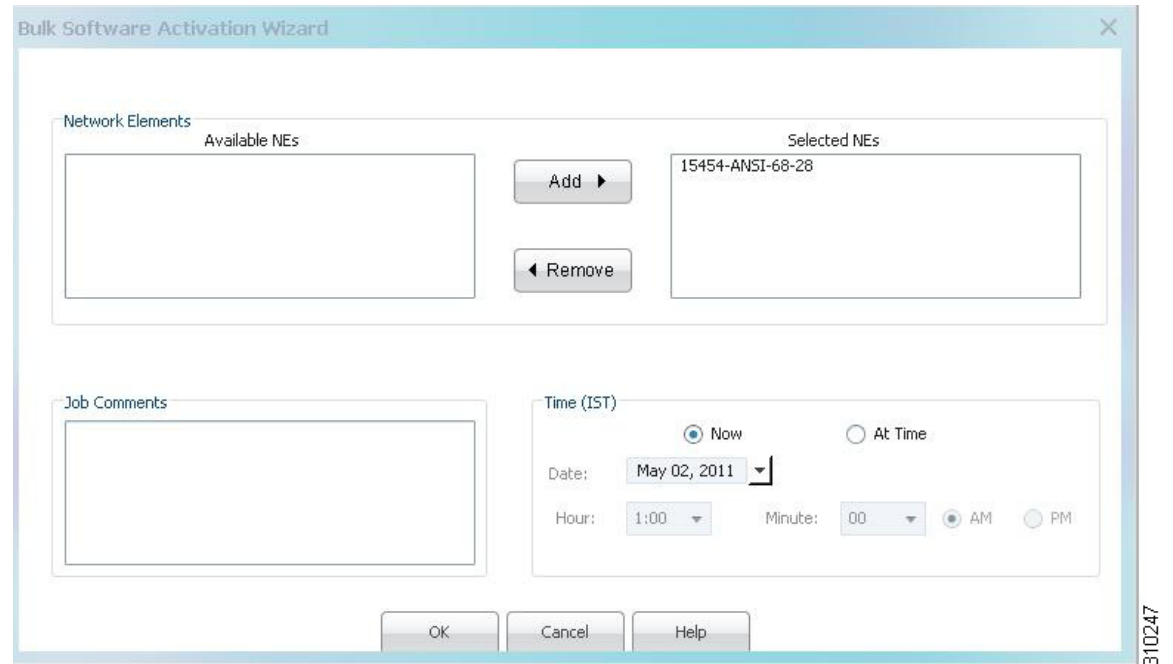 Bulk Software Activation Wizard
Network Elements
Available NEs
Selected NEs
15454-ANSI-68-28
Add
Remove
Job Comments
Time (IST)
Now
At Time
Date: May 02, 2011
Hour: 1:00 Minute: 00 AM PM
OK Cancel Help
310247